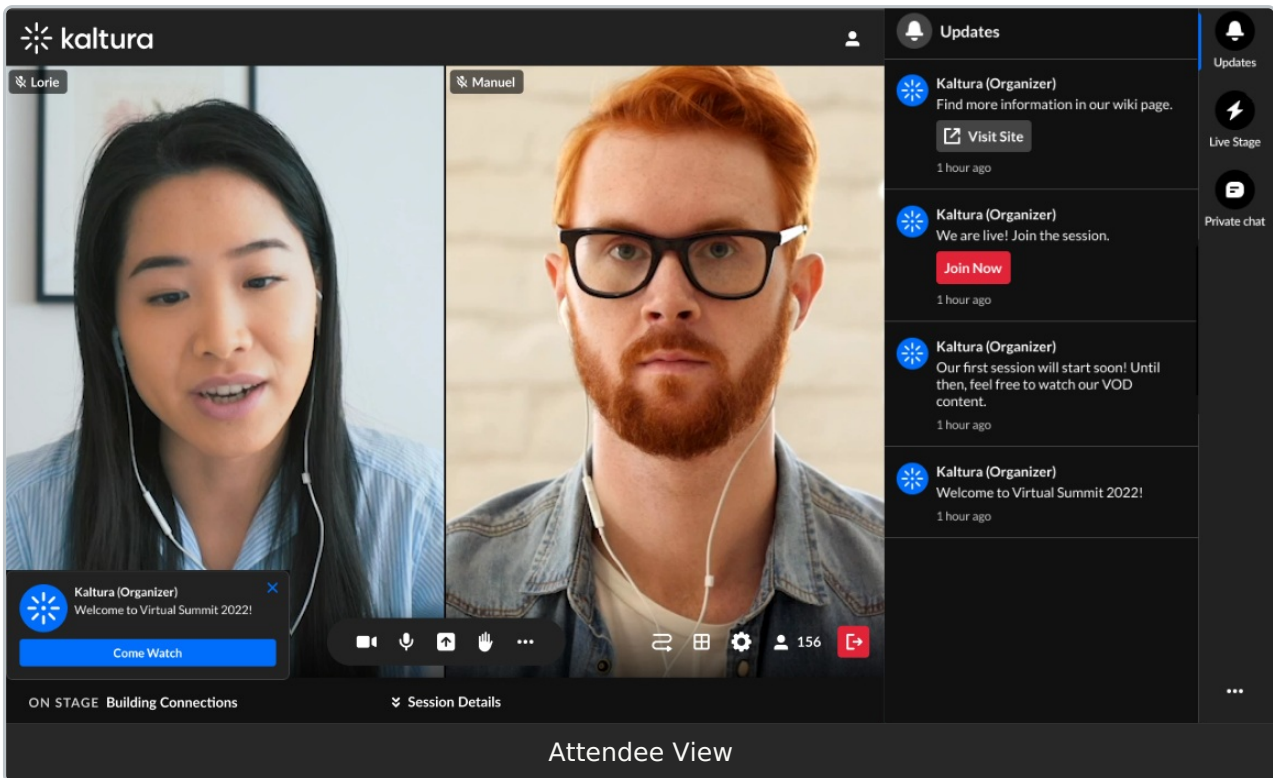 kaltura
Lorie
Manuel
Kaltura (Organizer)
Welcome to Virtual Summit 2022!
Come Watch
156
ON STAGE Building Connections
Session Details
Updates
Kaltura (Organizer)
Find more information in our wiki page.
Visit Site
1 hour ago
Kaltura (Organizer)
We are live! Join the session.
Join Now
1 hour ago
Kaltura (Organizer)
Our first session will start soon! Until
then, feel free to watch our VOD
content.
1 hour ago
Kaltura (Organizer)
Welcome to Virtual Summit 2022!
1 hour ago
Updates
Live Stage
Private chat
Attendee View